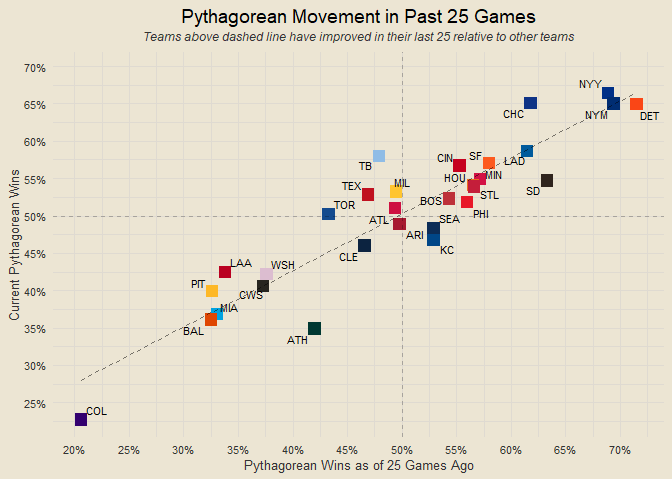 Pythagorean Movement in Past 25 Games
Teams above dashed line have improved in their last 25 relative to other teams
70%
65%
60%
55%
50%
45%
40%
35%
30%
25%
Current Pythagorean Wins
NYY
CHC
NYM
DET
TB
CIN
SF
LAD
TEX
MIL
HOU
MIN
SD
TOR
BOS
STL
ATL
PHI
SEA
ARI
CLE
KC
LAA
WSH
PIT
CWS
MIA
BAL
ATH
COL
20%
25%
30%
35%
40%
45%
50%
55%
60%
65%
70%
Pythagorean Wins as of 25 Games Ago